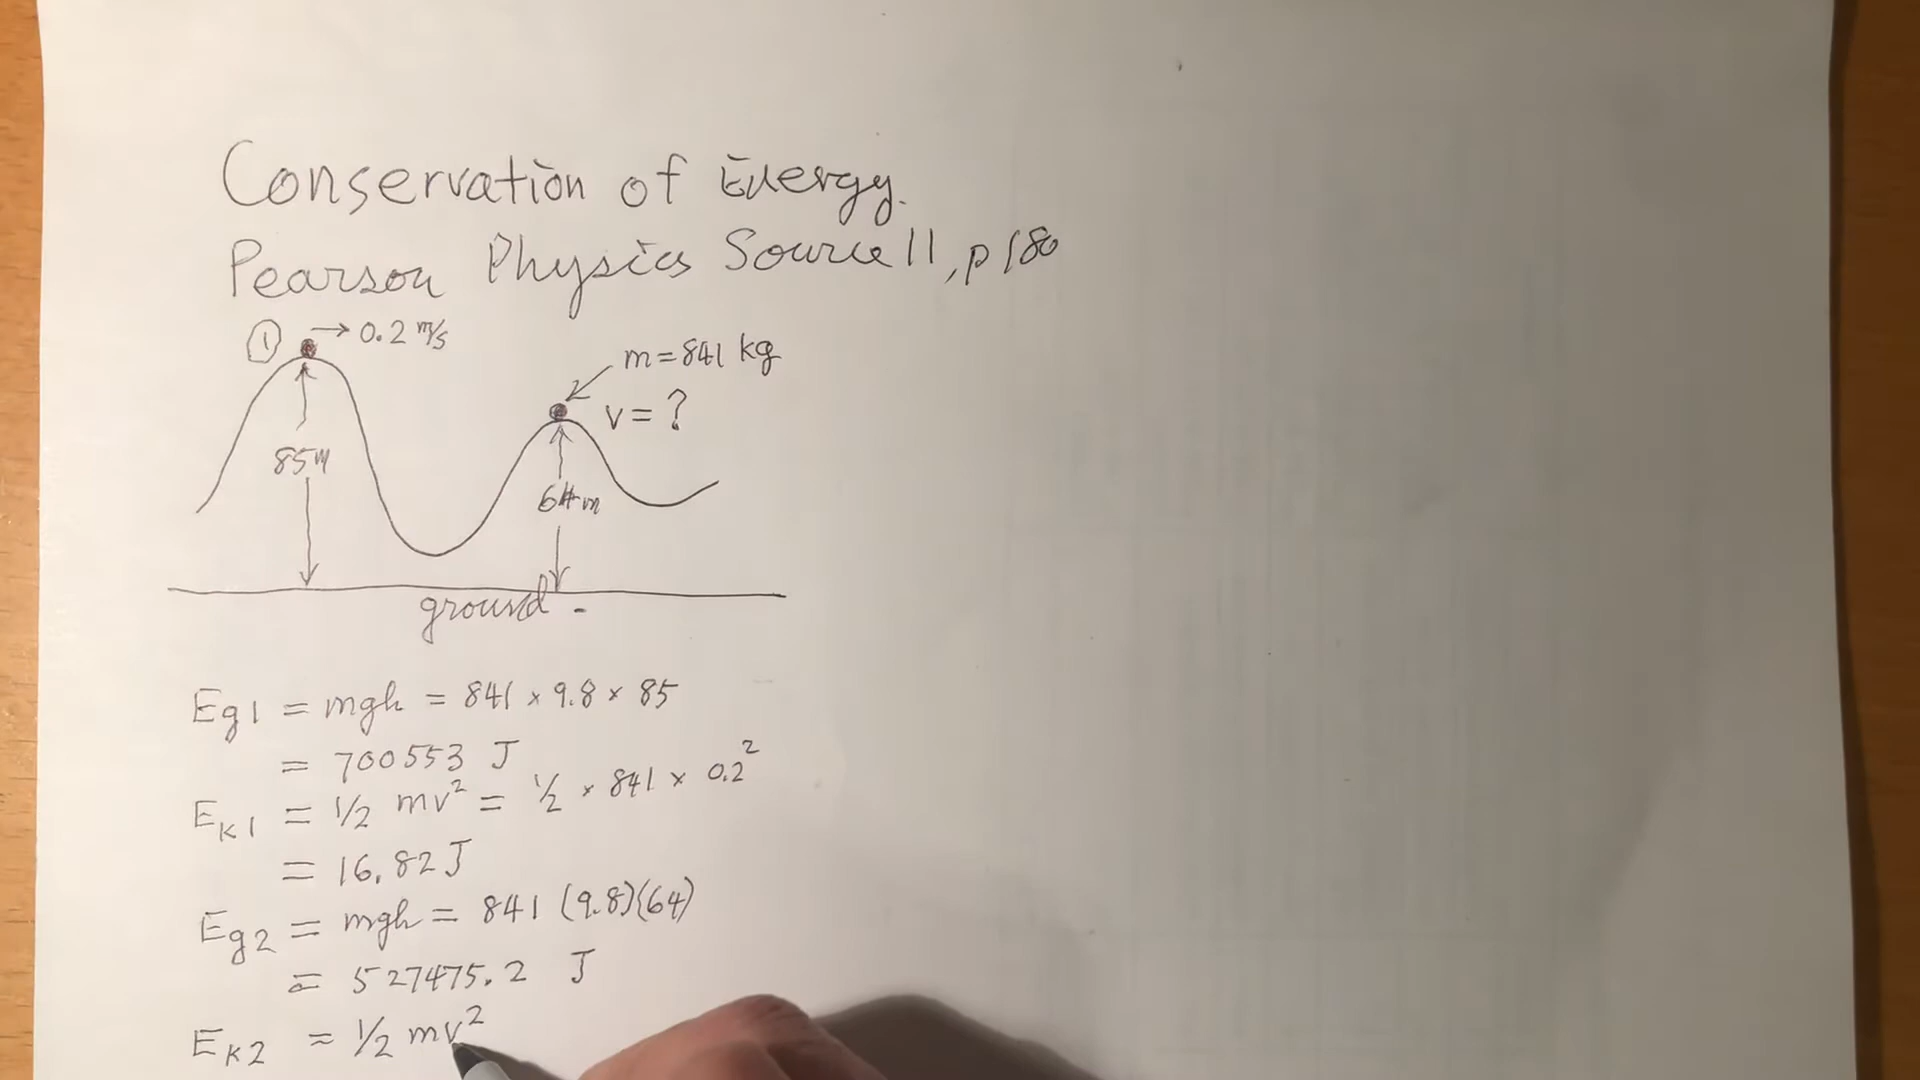 Conservation of Energy.
Pearson Physics Source 11, p180
① → 0.2 m/s
m = 841 kg
v = ?
85m
64m
ground.
Eg1 = mgh = 841 × 9.8 × 85
= 700553 J
EK1 = 1/2 mv² = 1/2 × 841 × 0.2²
= 16.82 J
Eg2 = mgh = 841 (9.8)(64)
= 527475.2 J
EK2 = 1/2 mv²